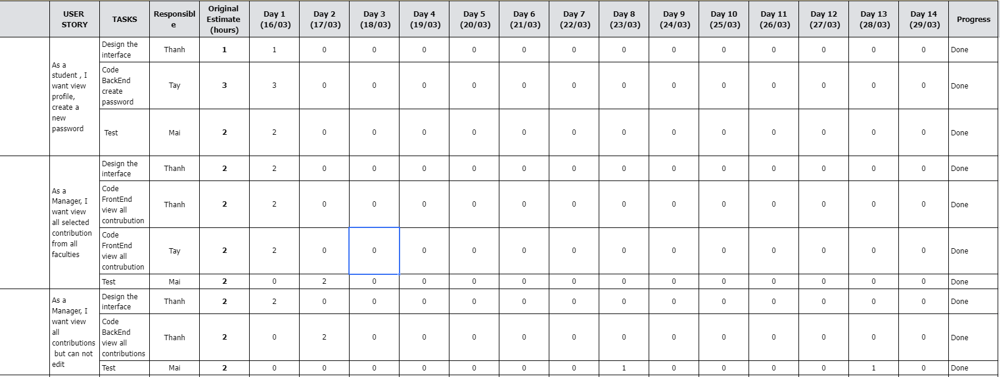 USER STORY TASKS Responsible Original Estimate (hours) Day 1 (16/03) Day 2 (17/03) Day 3 (18/03) Day 4 (19/03) Day 5 (20/03) Day 6 (21/03) Day 7 (22/03) Day 8 (23/03) Day 9 (24/03) Day 10 (25/03) Day 11 (26/03) Day 12 (27/03) Day 13 (28/03) Day 14 (29/03) Progress
As a student , I want view profile, create a new password
Design the interface Thanh 1 1 0 0 0 0 0 0 0 0 0 0 0 0 0 Done
Code BackEnd create password Tay 3 3 0 0 0 0 0 0 0 0 0 0 0 0 0 Done
Test Mai 2 2 0 0 0 0 0 0 0 0 0 0 0 0 0 Done
As a Manager, I want view all selected contribution from all faculties
Design the interface Thanh 2 2 0 0 0 0 0 0 0 0 0 0 0 0 0 Done
Code FrontEnd view all contrubution Thanh 2 2 0 0 0 0 0 0 0 0 0 0 0 0 0 Done
Code FrontEnd view all contrubution Tay 2 2 0 0 0 0 0 0 0 0 0 0 0 0 0 Done
Test Mai 2 0 2 0 0 0 0 0 0 0 0 0 0 0 0 Done
As a Manager, I want view all contributions but can not edit
Design the interface Thanh 2 2 0 0 0 0 0 0 0 0 0 0 0 0 0 Done
Code BackEnd view all contributions Thanh 2 0 2 0 0 0 0 0 0 0 0 0 0 0 0 Done
Test Mai 2 0 0 0 0 0 0 0 1 0 0 0 0 1 0 Done